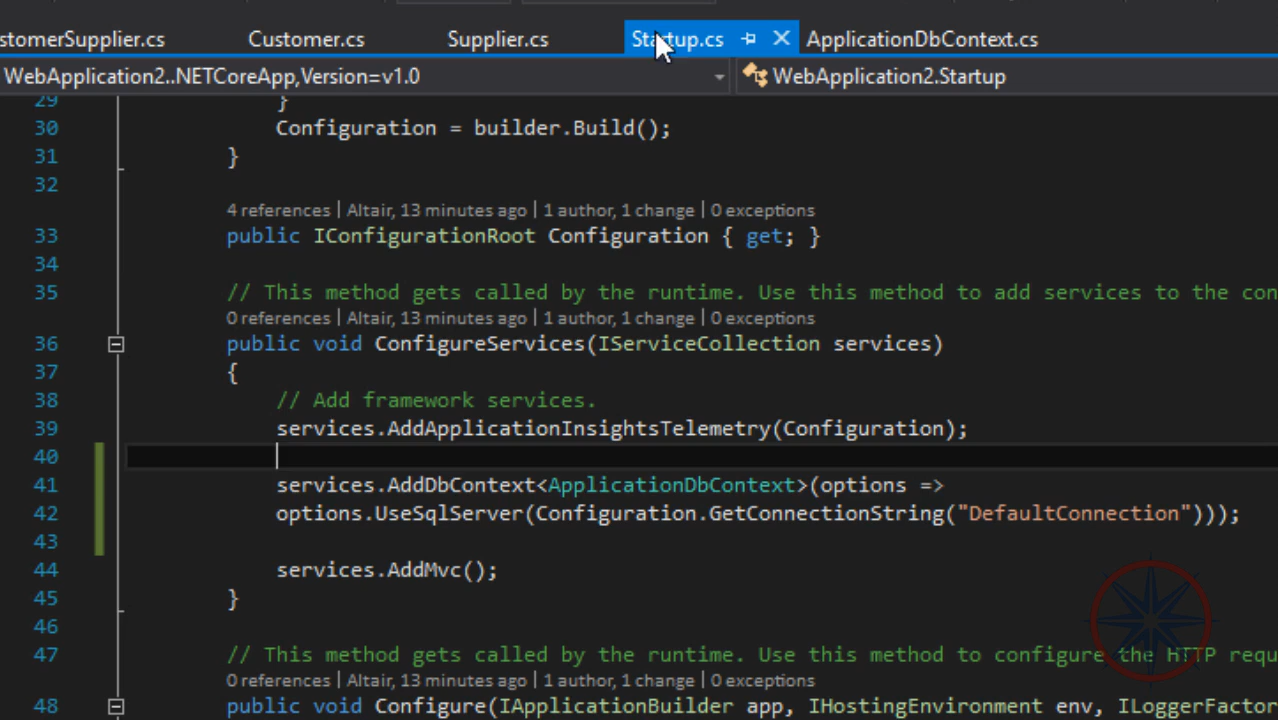 stomerSupplier.cs Customer.cs Supplier.cs Startup.cs ApplicationDbContext.cs
WebApplication2..NETCoreApp,Version=v1.0 WebApplication2.Startup
29 }
30 Configuration = builder.Build();
31 }
32
4 references | Altair, 13 minutes ago | 1 author, 1 change | 0 exceptions
33 public IConfigurationRoot Configuration { get; }
34
35 // This method gets called by the runtime. Use this method to add services to the con
0 references | Altair, 13 minutes ago | 1 author, 1 change | 0 exceptions
36 public void ConfigureServices(IServiceCollection services)
37 {
38 // Add framework services.
39 services.AddApplicationInsightsTelemetry(Configuration);
40
41 services.AddDbContext<ApplicationDbContext>(options =>
42 options.UseSqlServer(Configuration.GetConnectionString("DefaultConnection")));
43
44 services.AddMvc();
45 }
46
47 // This method gets called by the runtime. Use this method to configure the HTTP requ
0 references | Altair, 13 minutes ago | 1 author, 1 change | 0 exceptions
48 public void Configure(IApplicationBuilder app, IHostingEnvironment env, ILoggerFactor